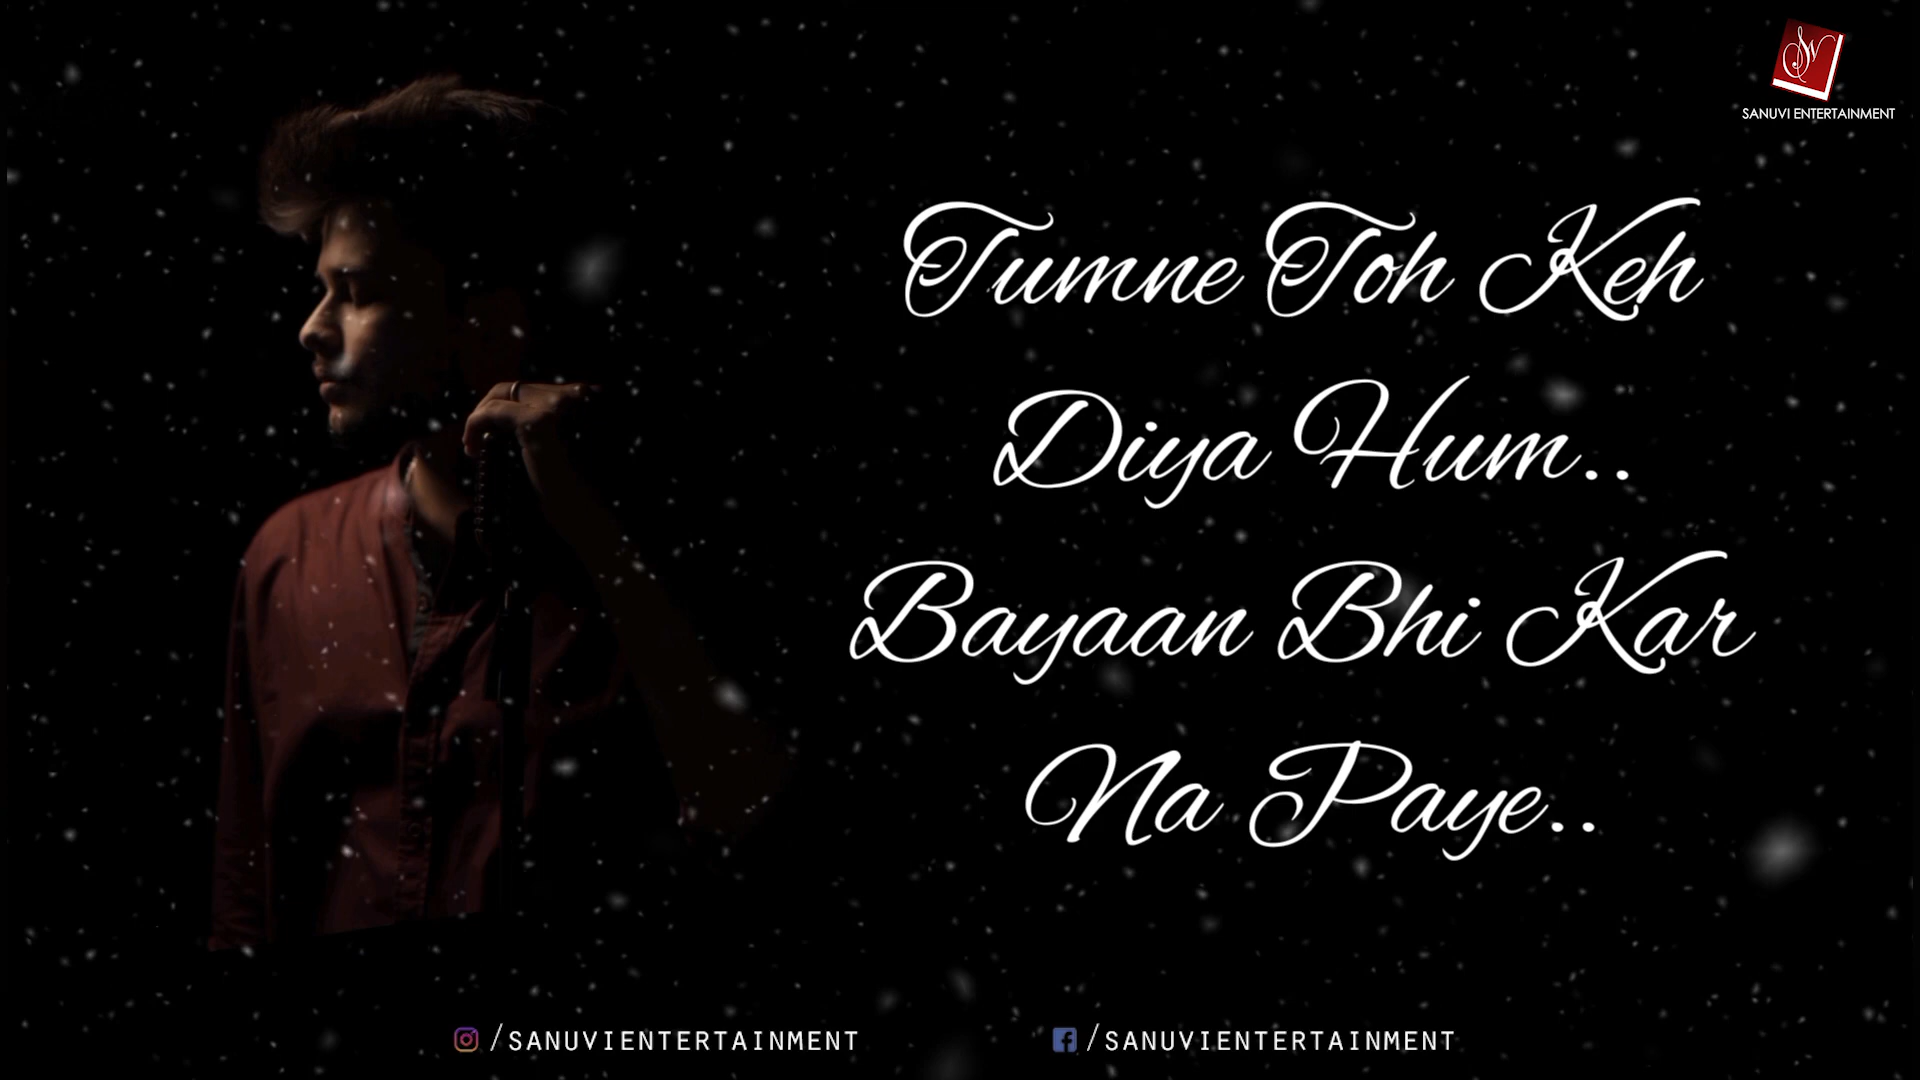 SANUVI ENTERTAINMENT
Tumne Toh Keh
Diya Hum..
Bayaan Bhi Kar
Na Paye..
/SANUVIENTERTAINMENT
/SANUVIENTERTAINMENT